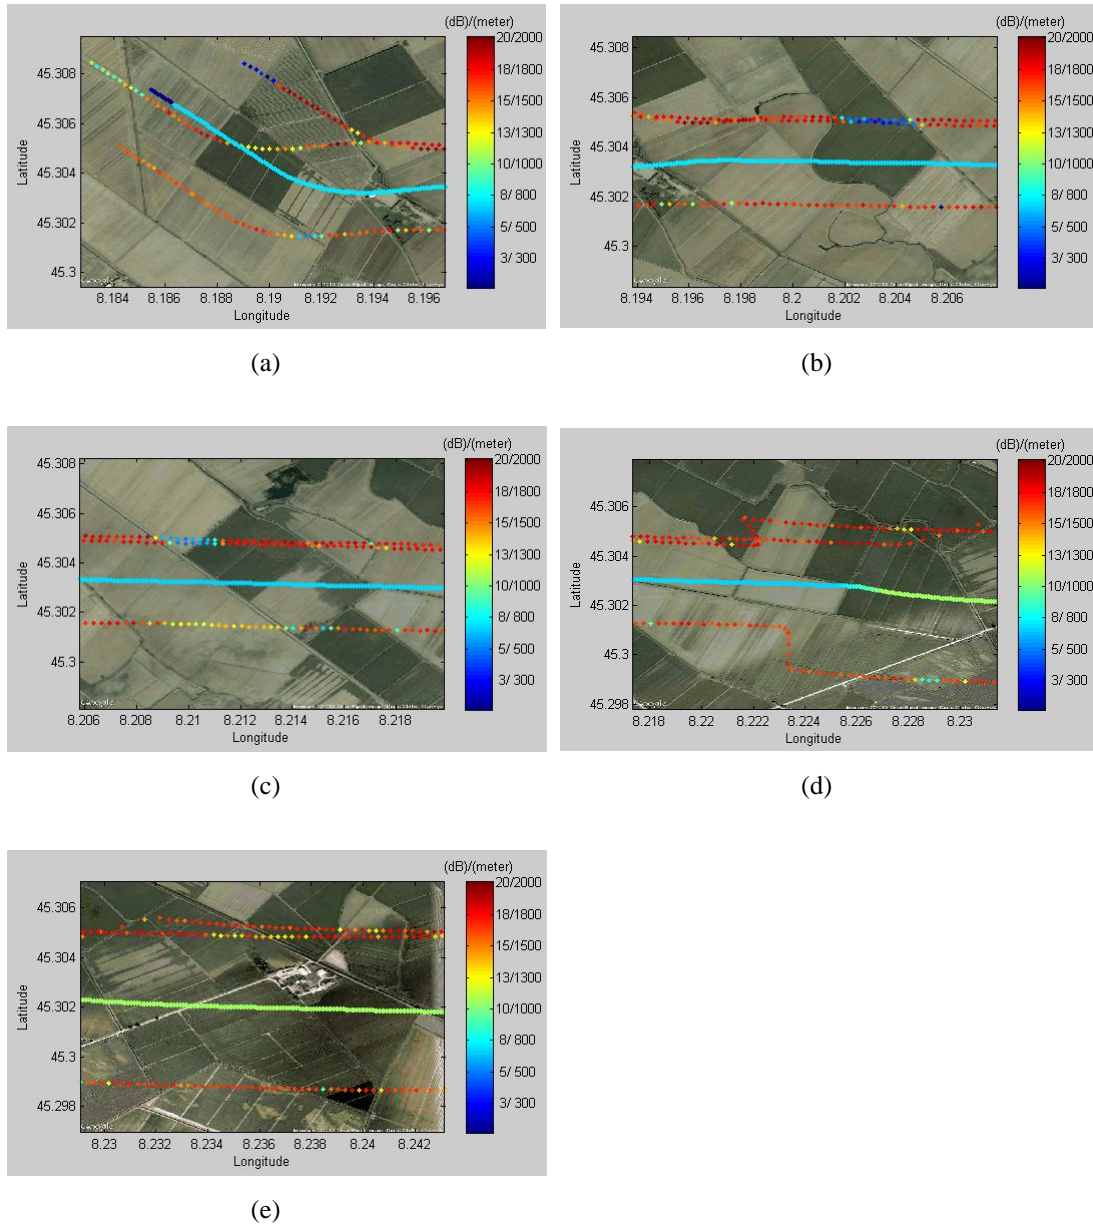 (dB)/(meter)
20/2000
18/1800
15/1500
13/1300
10/1000
8/ 800
5/ 500
3/ 300
45.308
45.306
45.304
45.302
45.3
Latitude
8.184 8.186 8.188 8.19 8.192 8.194 8.196
Longitude
Google
(a)
(dB)/(meter)
20/2000
18/1800
15/1500
13/1300
10/1000
8/ 800
5/ 500
3/ 300
45.308
45.306
45.304
45.302
45.3
Latitude
8.194 8.196 8.198 8.2 8.202 8.204 8.206
Longitude
Google
(b)
(dB)/(meter)
20/2000
18/1800
15/1500
13/1300
10/1000
8/ 800
5/ 500
3/ 300
45.308
45.306
45.304
45.302
45.3
Latitude
8.206 8.208 8.21 8.212 8.214 8.216 8.218
Longitude
Google
(c)
(dB)/(meter)
20/2000
18/1800
15/1500
13/1300
10/1000
8/ 800
5/ 500
3/ 300
45.306
45.304
45.302
45.3
45.298
Latitude
8.218 8.22 8.222 8.224 8.226 8.228 8.23
Longitude
Google
(d)
(dB)/(meter)
20/2000
18/1800
15/1500
13/1300
10/1000
8/ 800
5/ 500
3/ 300
45.306
45.304
45.302
45.3
45.298
Latitude
8.23 8.232 8.234 8.236 8.238 8.24 8.242
Longitude
Google
(e)